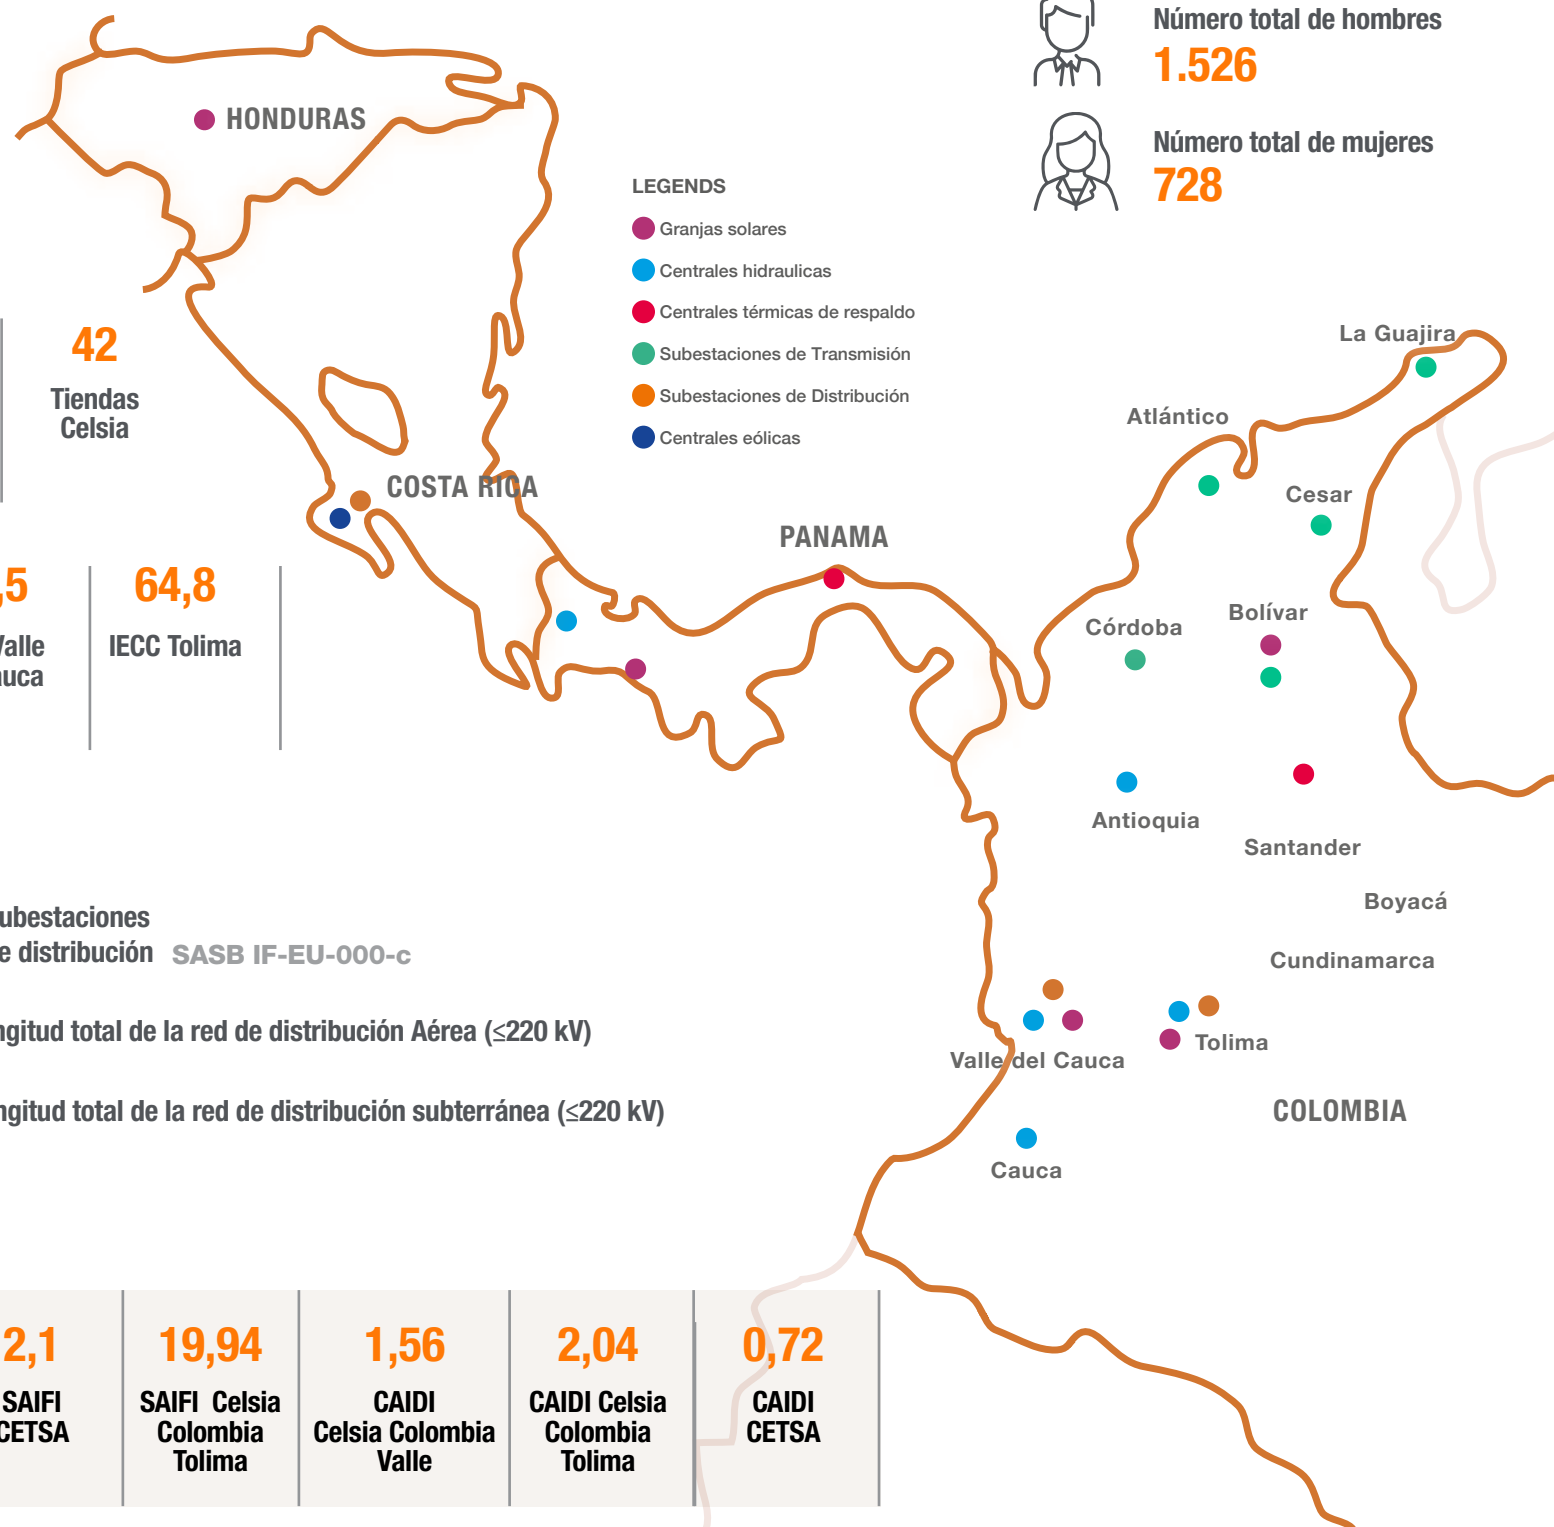 Número total de hombres
1.526
Número total de mujeres
728
HONDURAS
LEGENDS
Granjas solares
Centrales hidraulicas
Centrales térmicas de respaldo
Subestaciones de Transmisión
Subestaciones de Distribución
Centrales eólicas
42
Tiendas
Celsia
COSTA RICA
PANAMA
La Guajira
Atlántico
Cesar
Córdoba
Bolívar
Antioquia
Santander
Boyacá
Cundinamarca
Valle del Cauca
Tolima
COLOMBIA
Cauca
,5
Valle
auca
64,8
IECC Tolima
ubestaciones
e distribución SASB IF-EU-000-c
ngitud total de la red de distribución Aérea (≤220 kV)
ngitud total de la red de distribución subterránea (≤220 kV)
2,1
SAIFI
CETSA
19,94
SAIFI Celsia
Colombia
Tolima
1,56
CAIDI
Celsia Colombia
Valle
2,04
CAIDI Celsia
Colombia
Tolima
0,72
CAIDI
CETSA